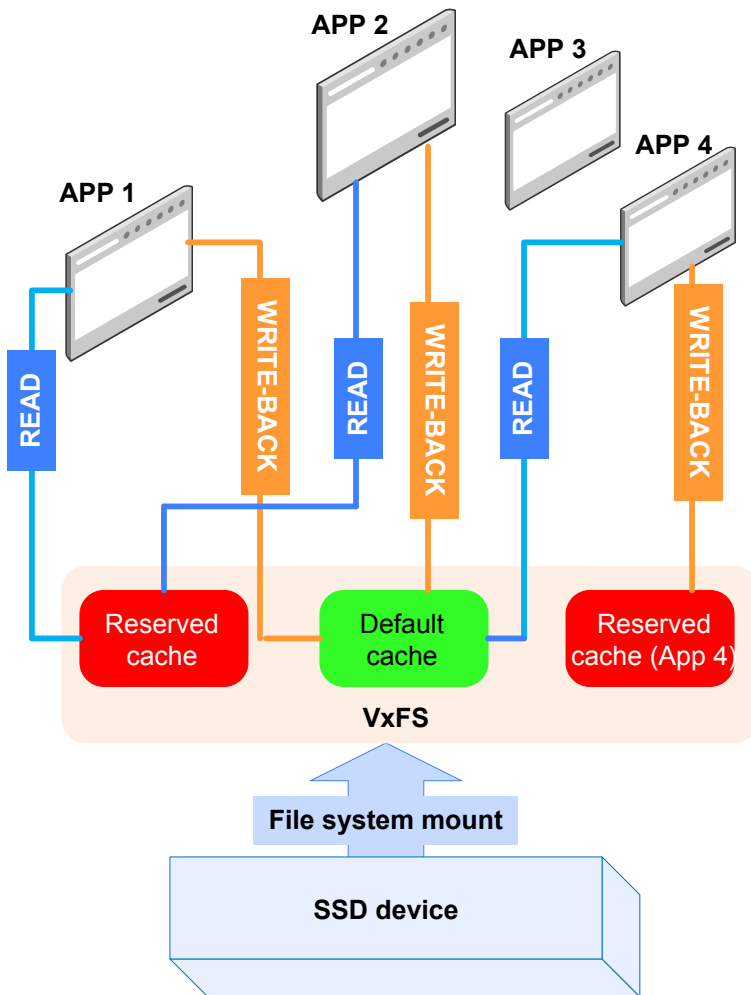 APP 2
APP 3
APP 4
APP 1
READ
WRITE-BACK
READ
WRITE-BACK
READ
WRITE-BACK
Reserved
cache
Default
cache
Reserved
cache (App 4)
VxFS
File system mount
SSD device